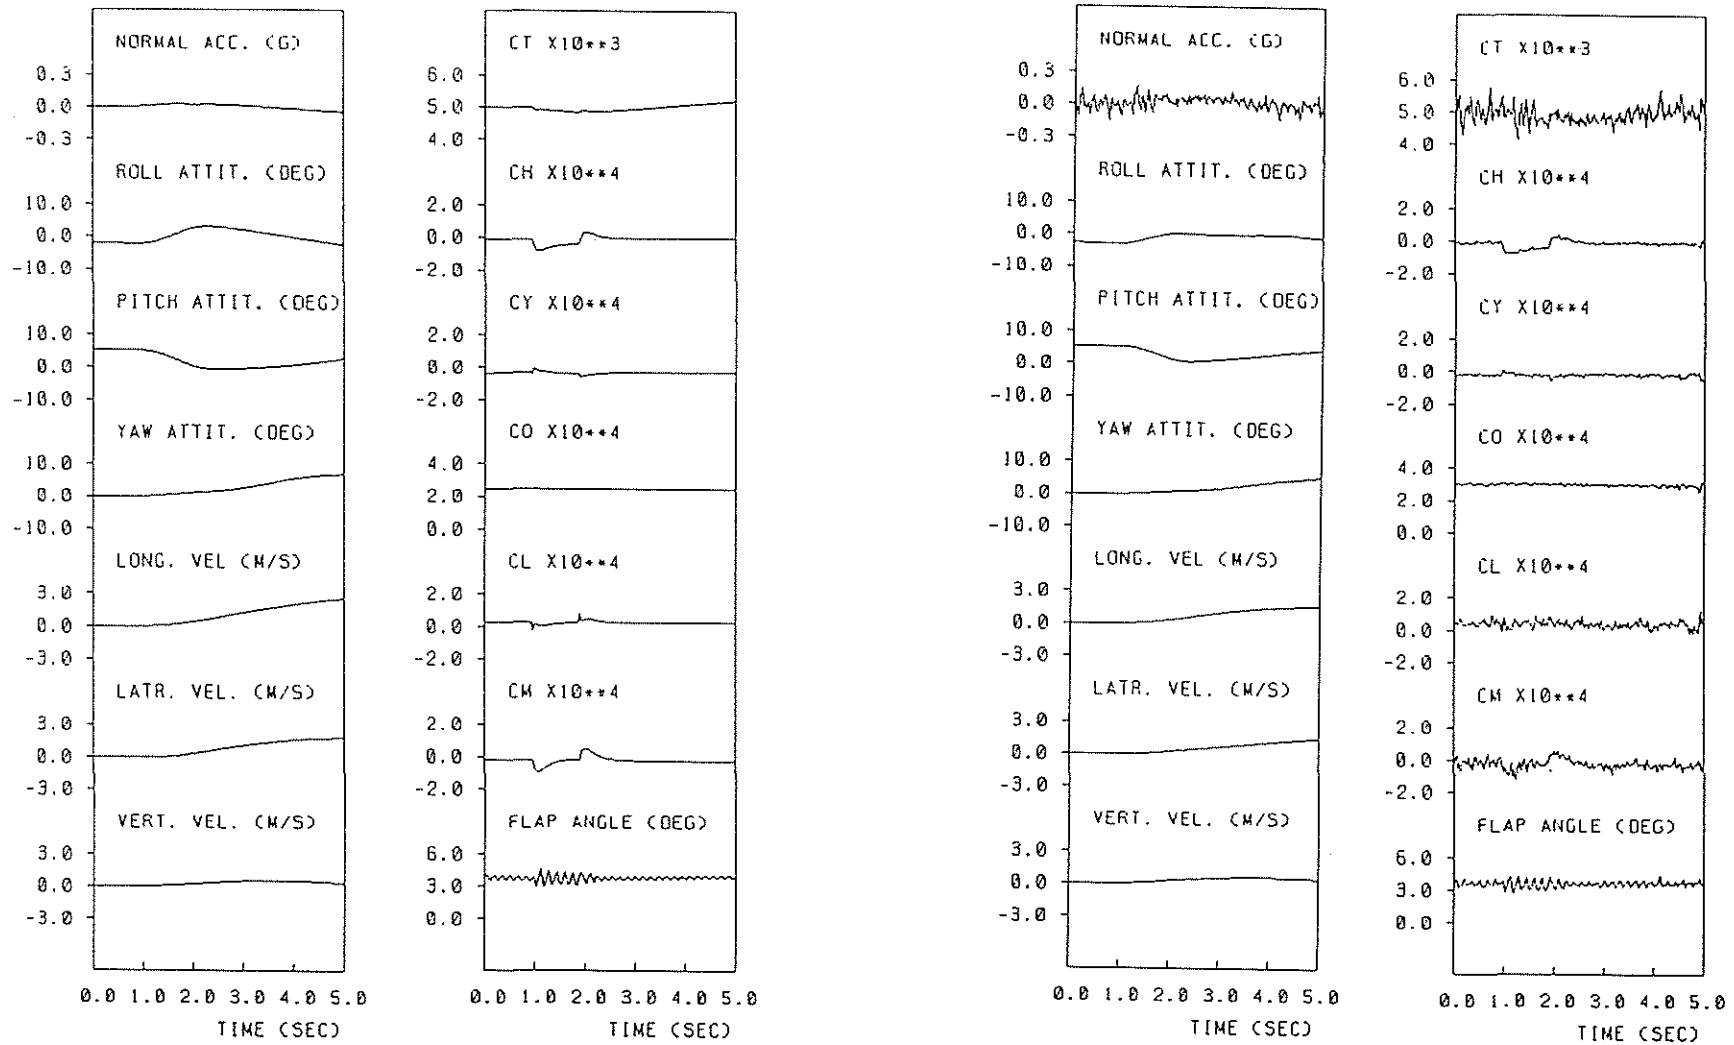 NORMAL ACC. (G)
0.3
0.0
-0.3
ROLL ATTIT. (DEG)
10.0
0.0
-10.0
PITCH ATTIT. (DEG)
10.0
0.0
-10.0
YAW ATTIT. (DEG)
10.0
0.0
-10.0
LONG. VEL (M/S)
3.0
0.0
-3.0
LATR. VEL. (M/S)
3.0
0.0
-3.0
VERT. VEL. (M/S)
3.0
0.0
-3.0
0.0 1.0 2.0 3.0 4.0 5.0
TIME (SEC)
CT X10**3
6.0
5.0
4.0
CH X10**4
2.0
0.0
-2.0
CY X10**4
2.0
0.0
-2.0
CQ X10**4
4.0
2.0
0.0
CL X10**4
2.0
0.0
-2.0
CM X10**4
2.0
0.0
-2.0
FLAP ANGLE (DEG)
6.0
3.0
0.0
0.0 1.0 2.0 3.0 4.0 5.0
TIME (SEC)
NORMAL ACC. (G)
0.3
0.0
-0.3
ROLL ATTIT. (DEG)
10.0
0.0
-10.0
PITCH ATTIT. (DEG)
10.0
0.0
-10.0
YAW ATTIT. (DEG)
10.0
0.0
-10.0
LONG. VEL (M/S)
3.0
0.0
-3.0
LATR. VEL. (M/S)
3.0
0.0
-3.0
VERT. VEL. (M/S)
3.0
0.0
-3.0
0.0 1.0 2.0 3.0 4.0 5.0
TIME (SEC)
CT X10**3
6.0
5.0
4.0
CH X10**4
2.0
0.0
-2.0
CY X10**4
2.0
0.0
-2.0
CQ X10**4
4.0
2.0
0.0
CL X10**4
2.0
0.0
-2.0
CM X10**4
2.0
0.0
-2.0
FLAP ANGLE (DEG)
6.0
3.0
0.0
0.0 1.0 2.0 3.0 4.0 5.0
TIME (SEC)